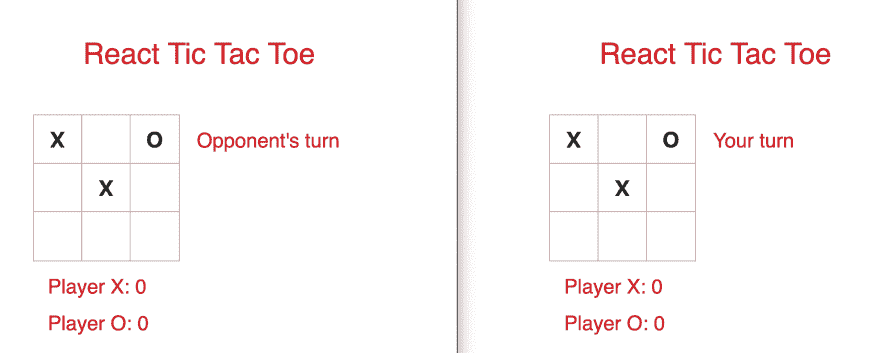 React Tic Tac Toe
X O Opponent's turn
X
Player X: 0
Player O: 0
React Tic Tac Toe
X O Your turn
X
Player X: 0
Player O: 0